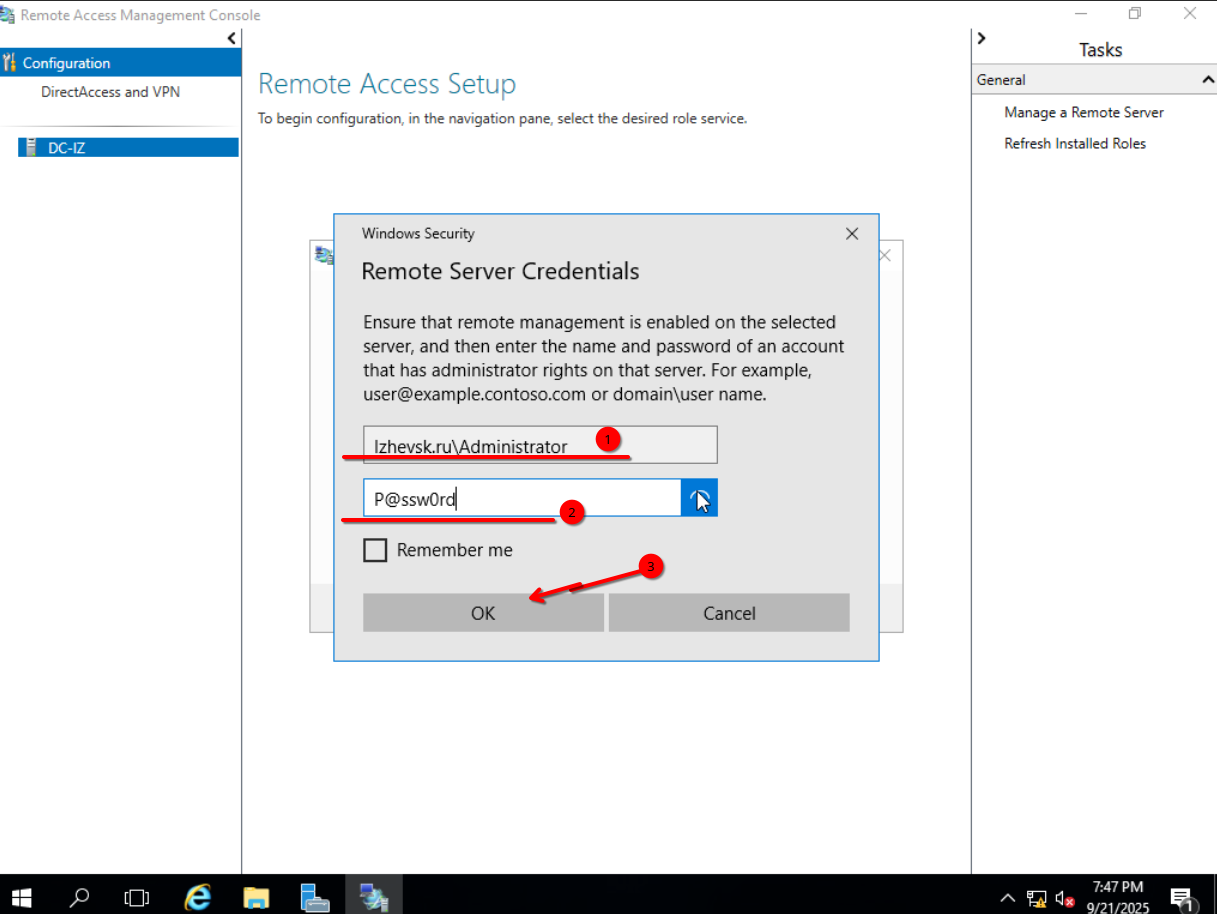 Remote Access Management Console
Configuration
DirectAccess and VPN
DC-IZ
Remote Access Setup
To begin configuration, in the navigation pane, select the desired role service.
Tasks
General
Manage a Remote Server
Refresh Installed Roles
Windows Security
Remote Server Credentials
Ensure that remote management is enabled on the selected
server, and then enter the name and password of an account
that has administrator rights on that server. For example,
user@example.contoso.com or domain\user name.
Izhevsk.ru\Administrator
1
P@ssw0rd
2
Remember me
3
OK
Cancel
7:47 PM
9/21/2025
1